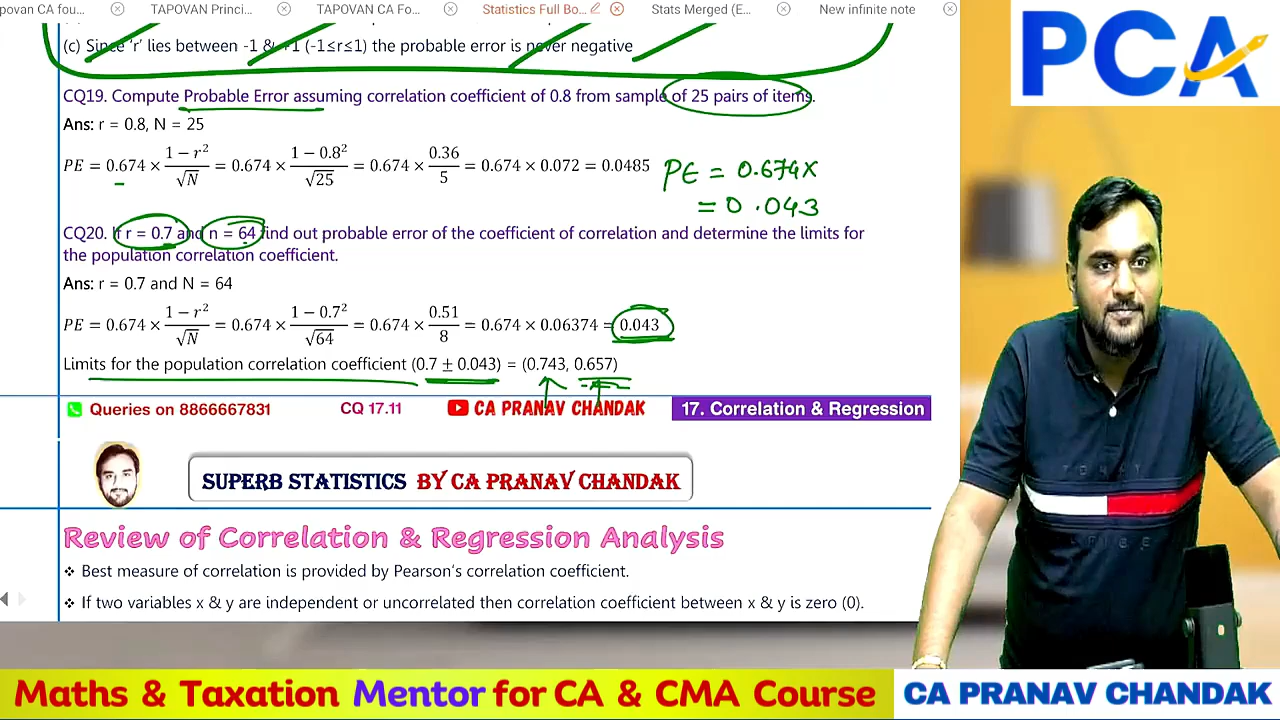 povan CA foun... TAPOVAN Princi... TAPOVAN CA Fo... Statistics Full Bo... Stats Merged (E... New infinite note
(c) Since 'r' lies between -1 & +1 (-1≤r≤1) the probable error is never negative
PCA
CQ19. Compute Probable Error assuming correlation coefficient of 0.8 from sample of 25 pairs of items.
Ans: r = 0.8, N = 25
PE = 0.674 × (1 − r²)/√N = 0.674 × (1 − 0.8²)/√25 = 0.674 × 0.36/5 = 0.674 × 0.072 = 0.0485
PE = 0.674x
= 0.043
CQ20. If r = 0.7 and n = 64 find out probable error of the coefficient of correlation and determine the limits for
the population correlation coefficient.
Ans: r = 0.7 and N = 64
PE = 0.674 × (1 − r²)/√N = 0.674 × (1 − 0.7²)/√64 = 0.674 × 0.51/8 = 0.674 × 0.06374 = 0.043
Limits for the population correlation coefficient (0.7 ± 0.043) = (0.743, 0.657)
Queries on 8866667831 CQ 17.11 CA PRANAV CHANDAK 17. Correlation & Regression
SUPERB STATISTICS BY CA PRANAV CHANDAK
Review of Correlation & Regression Analysis
❖ Best measure of correlation is provided by Pearson's correlation coefficient.
❖ If two variables x & y are independent or uncorrelated then correlation coefficient between x & y is zero (0).
Maths & Taxation Mentor for CA & CMA Course
CA PRANAV CHANDAK